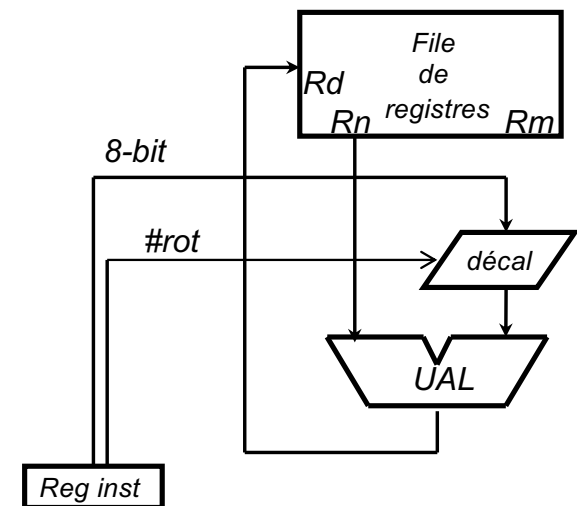 File
de
registres
Rd
Rn
Rm
8-bit
#rot
décal
UAL
Reg inst